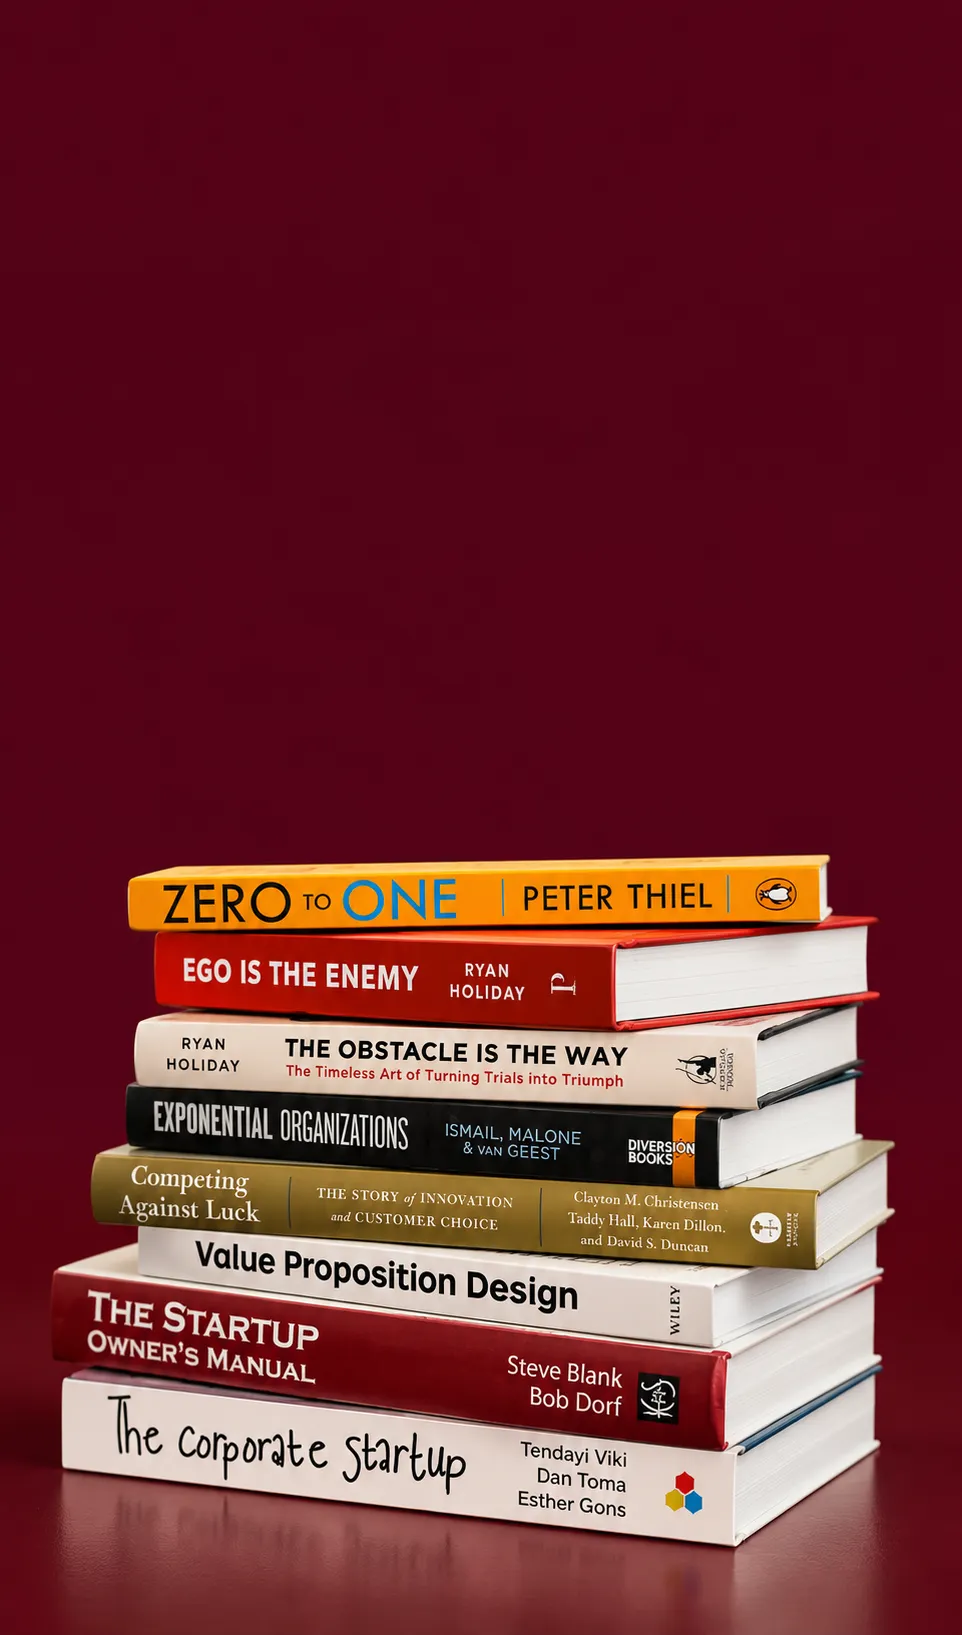 ZERO TO ONE PETER THIEL
EGO IS THE ENEMY RYAN HOLIDAY
RYAN HOLIDAY THE OBSTACLE IS THE WAY
The Timeless Art of Turning Trials into Triumph
EXPONENTIAL ORGANIZATIONS ISMAIL, MALONE & VAN GEEST DIVERSION BOOKS
Competing
Against Luck
THE STORY of INNOVATION
and CUSTOMER CHOICE
Clayton M. Christensen
Taddy Hall, Karen Dillon,
and David S. Duncan
Value Proposition Design WILEY
THE STARTUP
OWNER'S MANUAL
Steve Blank
Bob Dorf
The corporate startup
Tendayi Viki
Dan Toma
Esther Gons